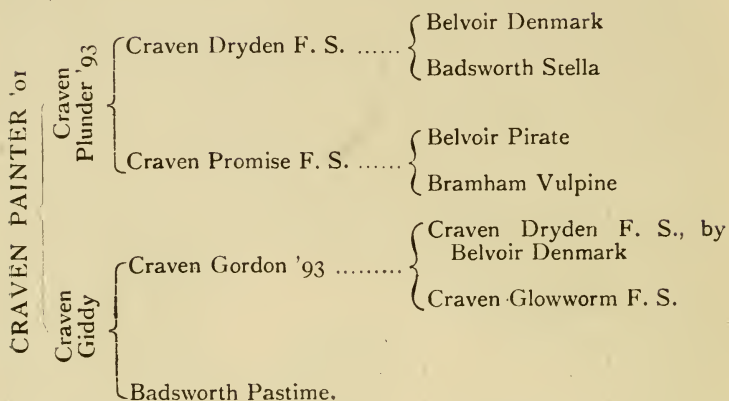 CRAVEN PAINTER '01
Craven
Plunder '93
Craven Dryden F. S. ......
Belvoir Denmark
Badsworth Stella
Craven Promise F. S. ......
Belvoir Pirate
Bramham Vulpine
Craven
Giddy
Craven Gordon '93 .........
Craven Dryden F. S., by
Belvoir Denmark
Craven Glowworm F. S.
Badsworth Pastime.